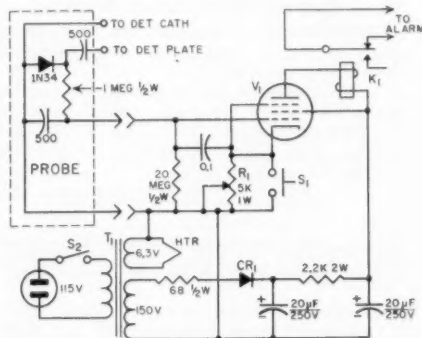 500
TO DET CATH
TO DET PLATE
1N34
1 MEG ½W
500
PROBE
TO
ALARM
V1
K1
0.1
20
MEG
½W
R1
5K
1W
S1
S2
T1
6.3V
HTR
115V
150V
68 ½W
CR1
2.2K 2W
20µF
250V
20µF
250V